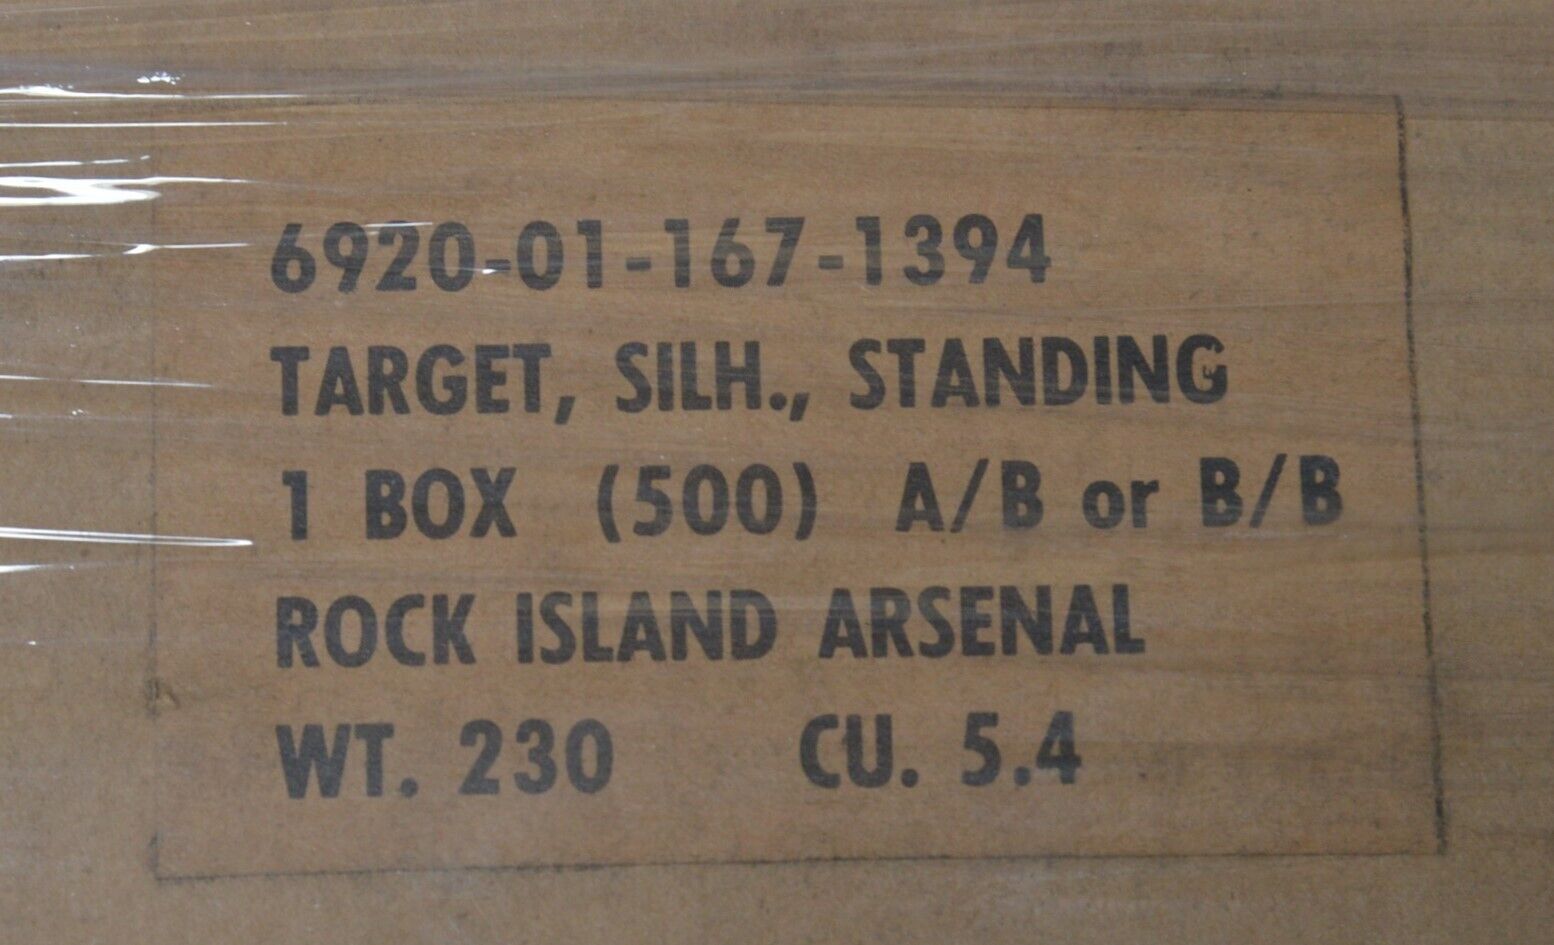 6920-01-167-1394
TARGET, SILH., STANDING
1 BOX (500) A/B or B/B
ROCK ISLAND ARSENAL
WT. 230 CU. 5.4